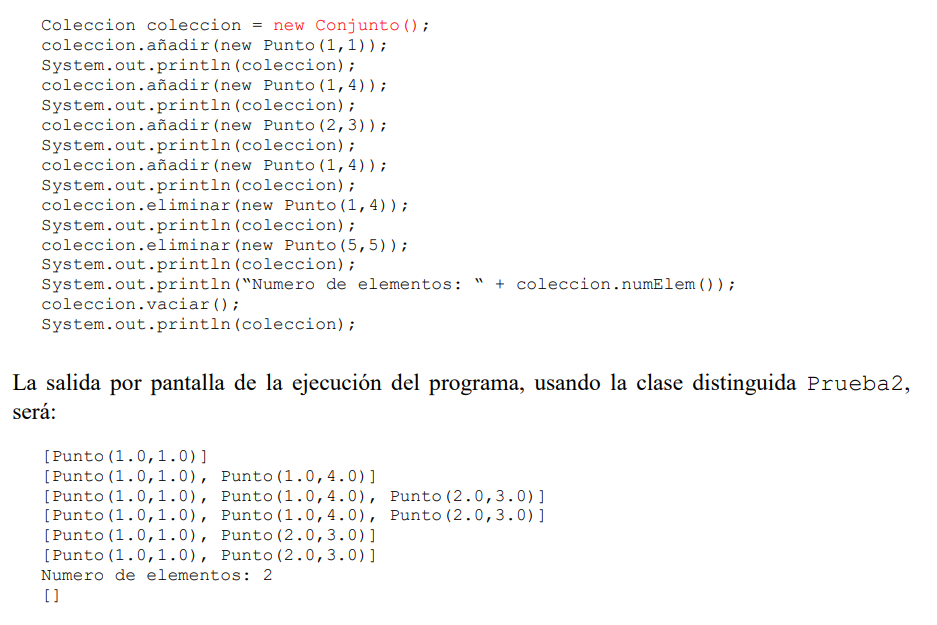 Coleccion coleccion = new Conjunto();
coleccion.añadir(new Punto(1,1));
System.out.println(coleccion);
coleccion.añadir(new Punto(1,4));
System.out.println(coleccion);
coleccion.añadir(new Punto(2,3));
System.out.println(coleccion);
coleccion.añadir(new Punto(1,4));
System.out.println(coleccion);
coleccion.eliminar(new Punto(1,4));
System.out.println(coleccion);
coleccion.eliminar(new Punto(5,5));
System.out.println(coleccion);
System.out.println(“Numero de elementos: “ + coleccion.numElem());
coleccion.vaciar();
System.out.println(coleccion);
La salida por pantalla de la ejecución del programa, usando la clase distinguida Prueba2,
será:
[Punto(1.0,1.0)]
[Punto(1.0,1.0), Punto(1.0,4.0)]
[Punto(1.0,1.0), Punto(1.0,4.0), Punto(2.0,3.0)]
[Punto(1.0,1.0), Punto(1.0,4.0), Punto(2.0,3.0)]
[Punto(1.0,1.0), Punto(2.0,3.0)]
[Punto(1.0,1.0), Punto(2.0,3.0)]
Numero de elementos: 2
[]